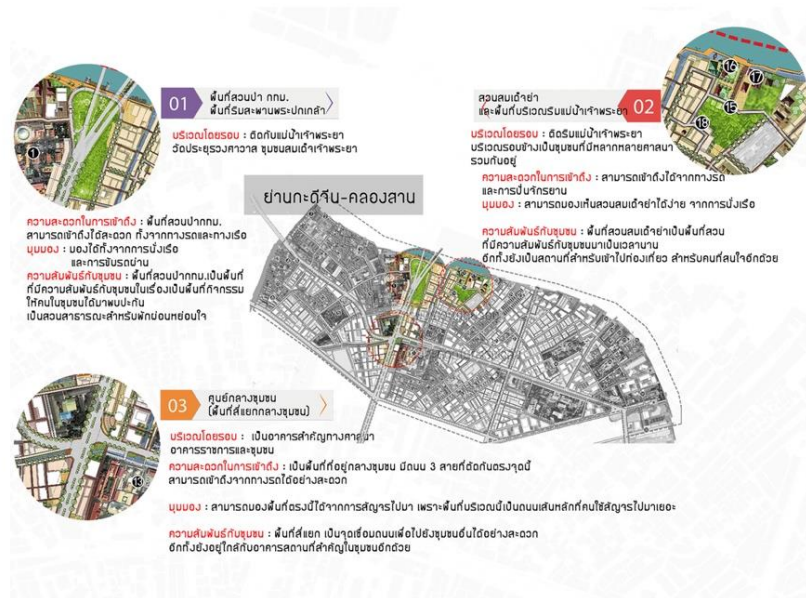 01
พื้นที่สวนป่า กทม.
พื้นที่ริมสะพานพระปกเกล้า
บริเวณโดยรอบ : ติดกับแม่น้ำเจ้าพระยา
วัดประยุรวงศาวาส ชุมชนสมเด็จเจ้าพระยา
ความสะดวกในการเข้าถึง : พื้นที่สวนป่ากทม.
สามารถเข้าถึงได้สะดวก ทั้งจากทางรถและทางเรือ
มุมมอง : มองได้ทั้งจากการนั่งเรือ
และการขับรถผ่าน
ความสัมพันธ์กับชุมชน : พื้นที่สวนป่ากทม.เป็นพื้นที่
ที่มีความสัมพันธ์กับชุมชนในเรื่องเป็นพื้นที่กิจกรรม
ให้คนในชุมชนได้มาพบปะกัน
เป็นสวนสาธารณะสำหรับพักผ่อนหย่อนใจ
1
สวนสมเด็จย่า
และพื้นที่บริเวณริมแม่น้ำเจ้าพระยา
02
บริเวณโดยรอบ : ติดริมแม่น้ำเจ้าพระยา
บริเวณรอบข้างเป็นชุมชนที่มีหลากหลายศาสนา
รวมกันอยู่
ความสะดวกในการเข้าถึง : สามารถเข้าถึงได้จากทางรถ
และการปั่นจักรยาน
มุมมอง : สามารถมองเห็นสวนสมเด็จย่าได้ง่าย จากการนั่งเรือ
ความสัมพันธ์กับชุมชน : พื้นที่สวนสมเด็จย่าเป็นพื้นที่สวน
ที่มีความสัมพันธ์กับชุมชนมาเป็นเวลานาน
อีกทั้งยังเป็นสถานที่สำหรับเข้าไปท่องเที่ยว สำหรับคนที่สนใจอีกด้วย
16
17
15
18
ย่านกะดีจีน-คลองสาน
03
ศูนย์กลางชุมชน
(พื้นที่สี่แยกกลางชุมชน)
บริเวณโดยรอบ : เป็นอาคารสำคัญทางศาสนา
อาคารราชการและชุมชน
ความสะดวกในการเข้าถึง : เป็นพื้นที่ที่อยู่กลางชุมชน มีถนน 3 สายที่ตัดกันตรงจุดนี้
สามารถเข้าถึงจากทางรถได้อย่างสะดวก
มุมมอง : สามารถมองพื้นที่ตรงนี้ได้จากการสัญจรไปมา เพราะพื้นที่บริเวณนี้เป็นถนนเส้นหลักที่คนใช้สัญจรไปมาเยอะ
ความสัมพันธ์กับชุมชน : พื้นที่สี่แยก เป็นจุดเชื่อมถนนเพื่อไปยังชุมชนอื่นได้อย่างสะดวก
อีกทั้งยังอยู่ใกล้กับอาคารสถานที่สำคัญในชุมชนอีกด้วย
13